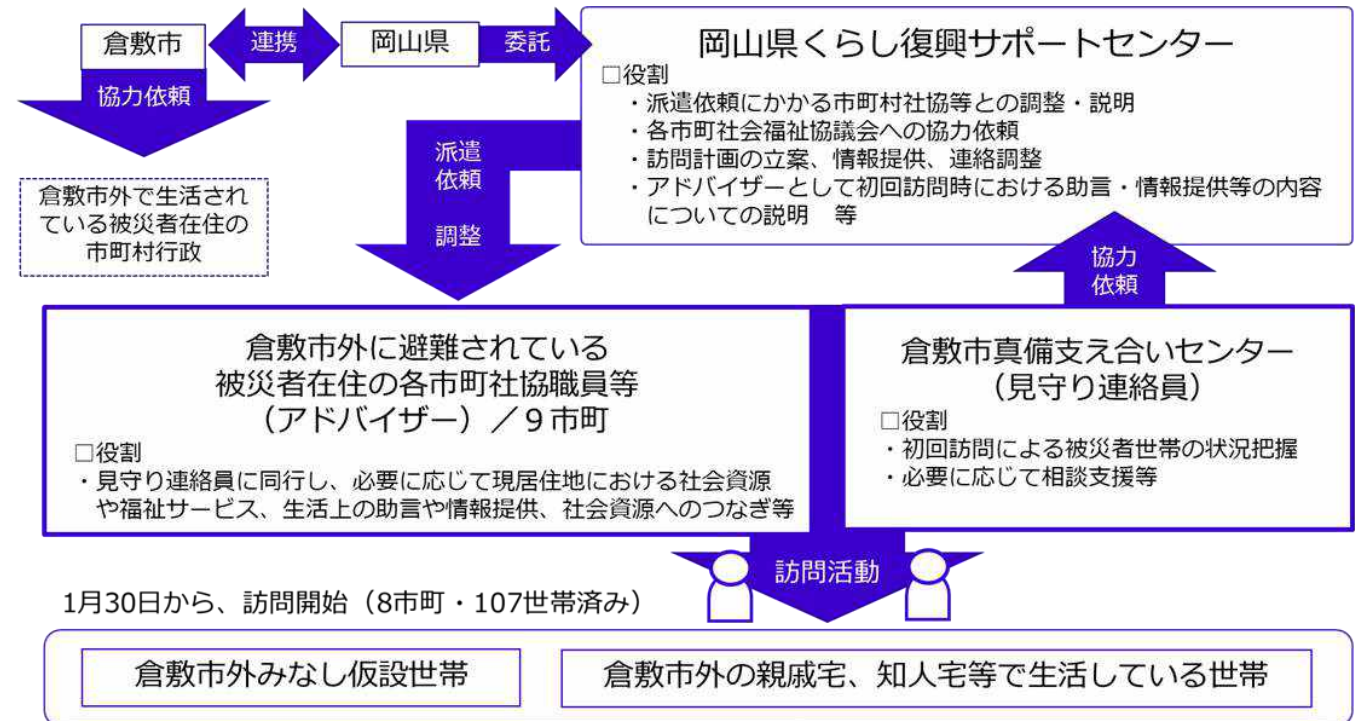 倉敷市
連携
岡山県
委託
協力依頼
倉敷市外で生活され
ている被災者在住の
市町村行政
岡山県くらし復興サポートセンター
□役割
・派遣依頼にかかる市町村社協等との調整・説明
・各市町社会福祉協議会への協力依頼
・訪問計画の立案、情報提供、連絡調整
・アドバイザーとして初回訪問時における助言・情報提供等の内容
についての説明　等
派遣
依頼
調整
協力
依頼
倉敷市外に避難されている
被災者在住の各市町社協職員等
（アドバイザー）／９市町
□役割
・見守り連絡員に同行し、必要に応じて現居住地における社会資源
や福祉サービス、生活上の助言や情報提供、社会資源へのつなぎ等
倉敷市真備支え合いセンター
（見守り連絡員）
□役割
・初回訪問による被災者世帯の状況把握
・必要に応じて相談支援等
訪問活動
1月30日から、訪問開始（8市町・107世帯済み）
倉敷市外みなし仮設世帯
倉敷市外の親戚宅、知人宅等で生活している世帯